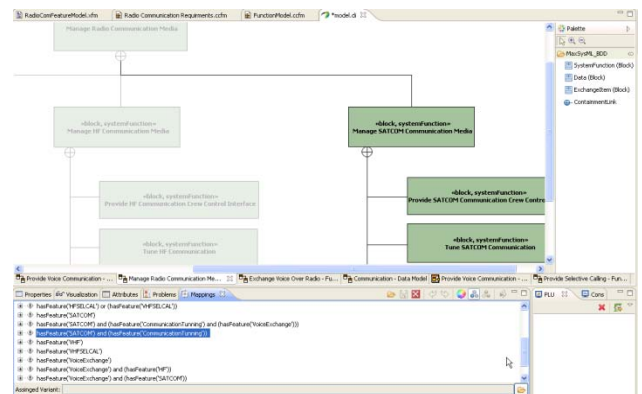 RadioComFeatureModel.xfm
Radio Communication Requirments.ccfm
FunctionModel.ccfm
*model.di
Manage Radio Communication Media
«block, systemFunction»
Manage HF Communication Media
«block, systemFunction»
Manage SATCOM Communication Media
«block, systemFunction»
Provide HF Communication Crew Control Interface
«block, systemFunction»
Provide SATCOM Communication Crew Contro
«block, systemFunction»
Tune HF Communication
«block, systemFunction»
Tune SATCOM Communication
Palette
MaxSysML_BDD
SystemFunction (Block)
Data (Block)
ExchangeItem (Block)
ContainmentLink
Provide Voice Communication - ...
Manage Radio Communication Me...
Exchange Voice Over Radio - Fu...
Communication - Data Model
Provide Voice Communication - ...
Provide Selective Calling - Fun...
Properties
Visualization
Attributes
Problems
Mappings
PLU
Cons
hasFeature('HFSELCAL') or (hasFeature('VHFSELCAL'))
hasFeature('SATCOM')
hasFeature('SATCOM') and (hasFeature('CommunicationTunning') and (hasFeature('VoiceExchange')))
hasFeature('SATCOM') and (hasFeature('CommunicationTunning'))
hasFeature('VHF')
hasFeature('VHFSELCAL')
hasFeature('VoiceExchange')
hasFeature('VoiceExchange') and (hasFeature('HF'))
hasFeature('VoiceExchange') and (hasFeature('SATCOM'))
Assinged Variant: